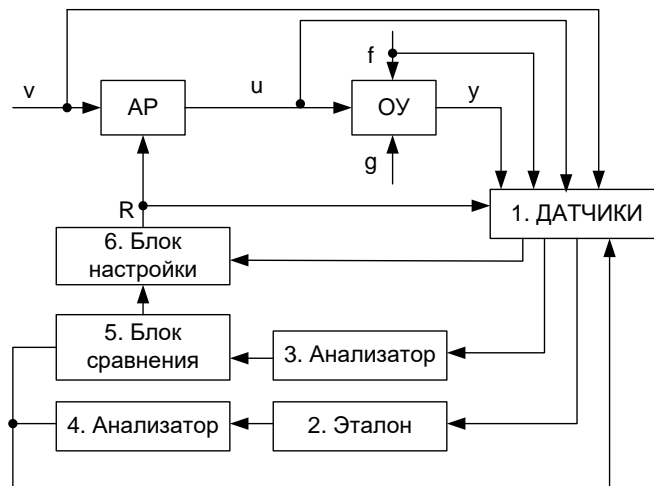 f
v
АР
u
ОУ
y
g
R
1. ДАТЧИКИ
6. Блок
настройки
5. Блок
сравнения
3. Анализатор
4. Анализатор
2. Эталон